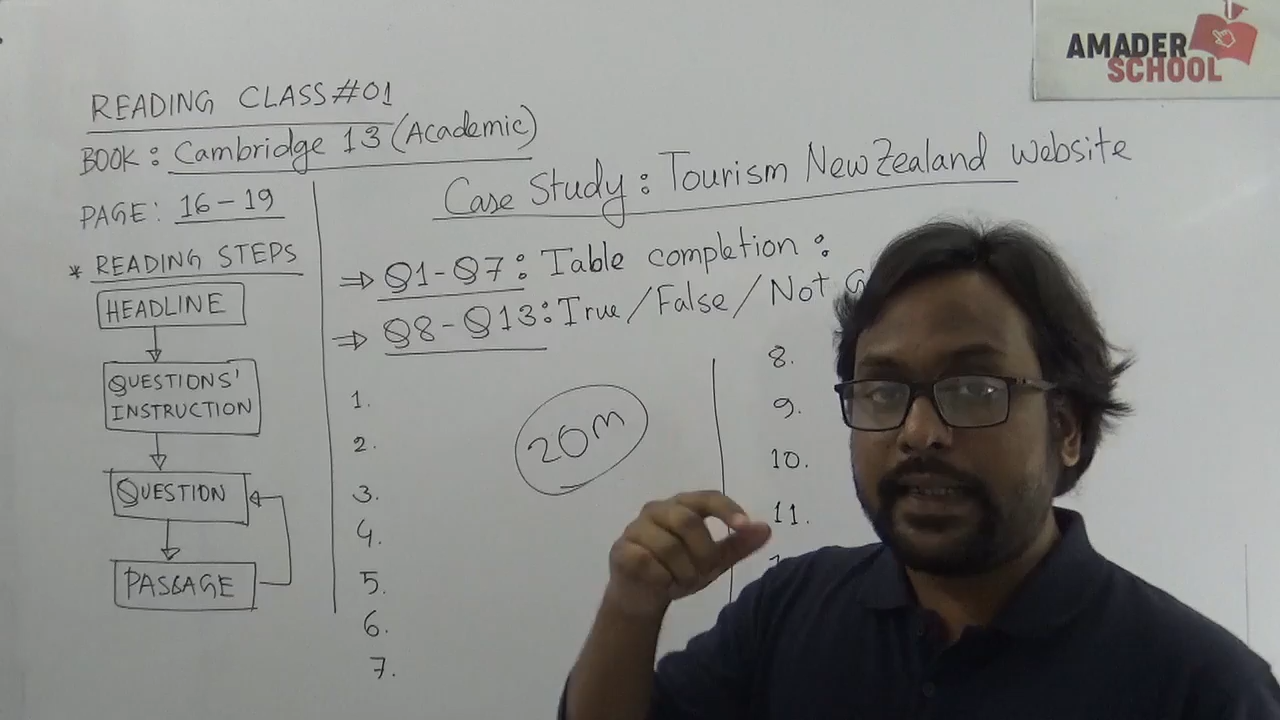 AMADER
SCHOOL
READING CLASS#01
BOOK: Cambridge 13 (Academic)
PAGE: 16-19
* READING STEPS
HEADLINE
QUESTIONS'
INSTRUCTION
QUESTION
PASSAGE
Case Study: Tourism New Zealand website
⇒ Q1-Q7: Table completion:
⇒ Q8-Q13: True/False/Not
1.
2.
3.
4.
5.
6.
7.
20m
8.
9.
10.
11.